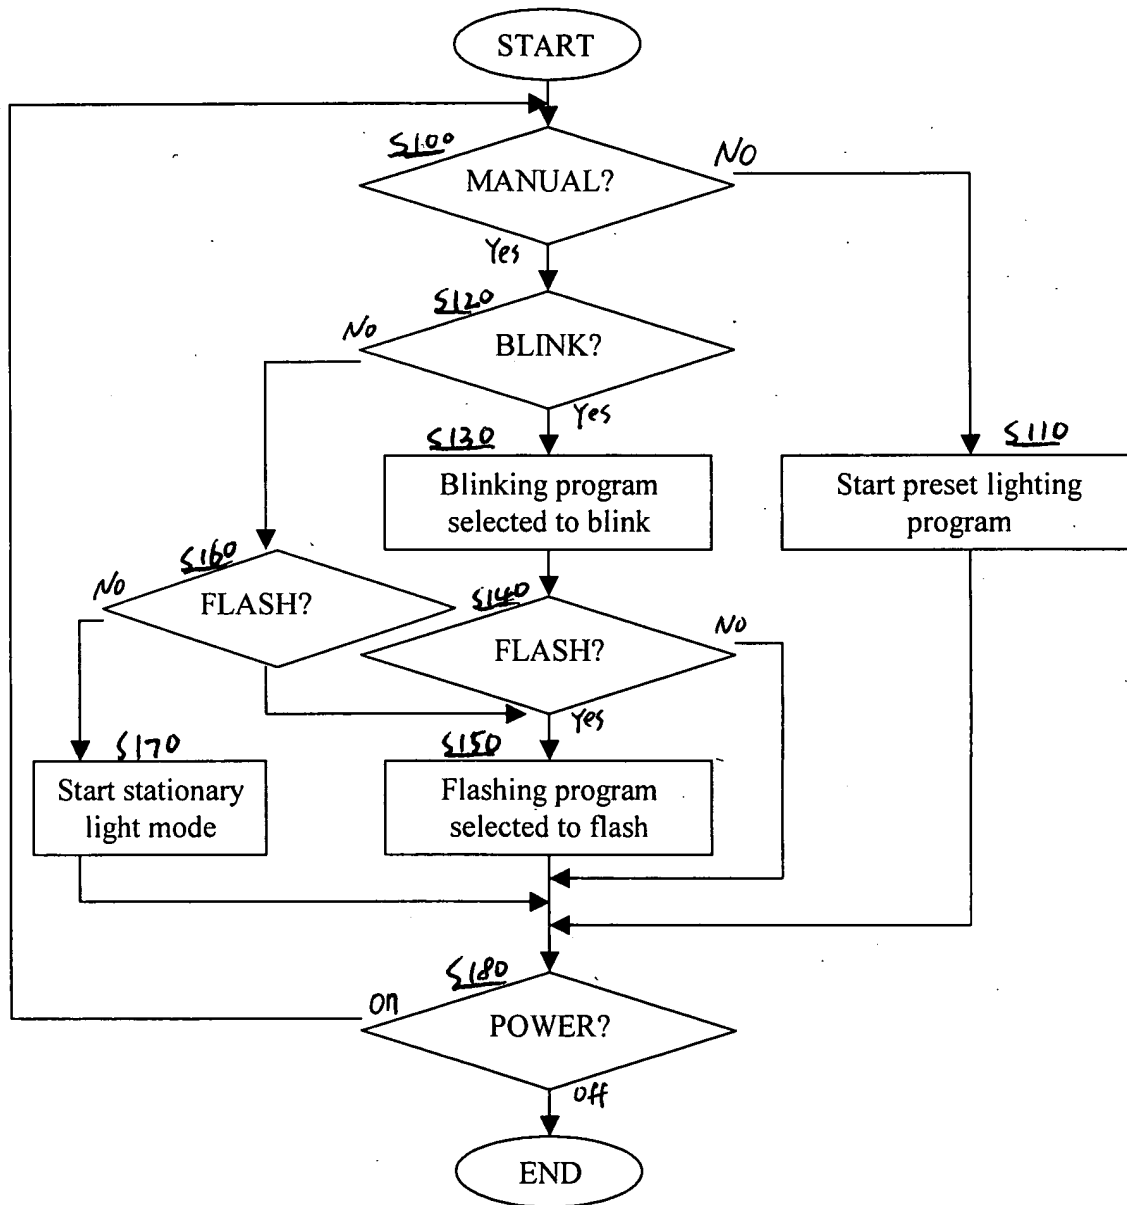 START
S100
MANUAL?
NO
Yes
S120
No
BLINK?
Yes
S130
Blinking program
selected to blink
S110
Start preset lighting
program
S160
No
FLASH?
S140
FLASH?
No
Yes
S170
Start stationary
light mode
S150
Flashing program
selected to flash
S180
on
POWER?
off
END